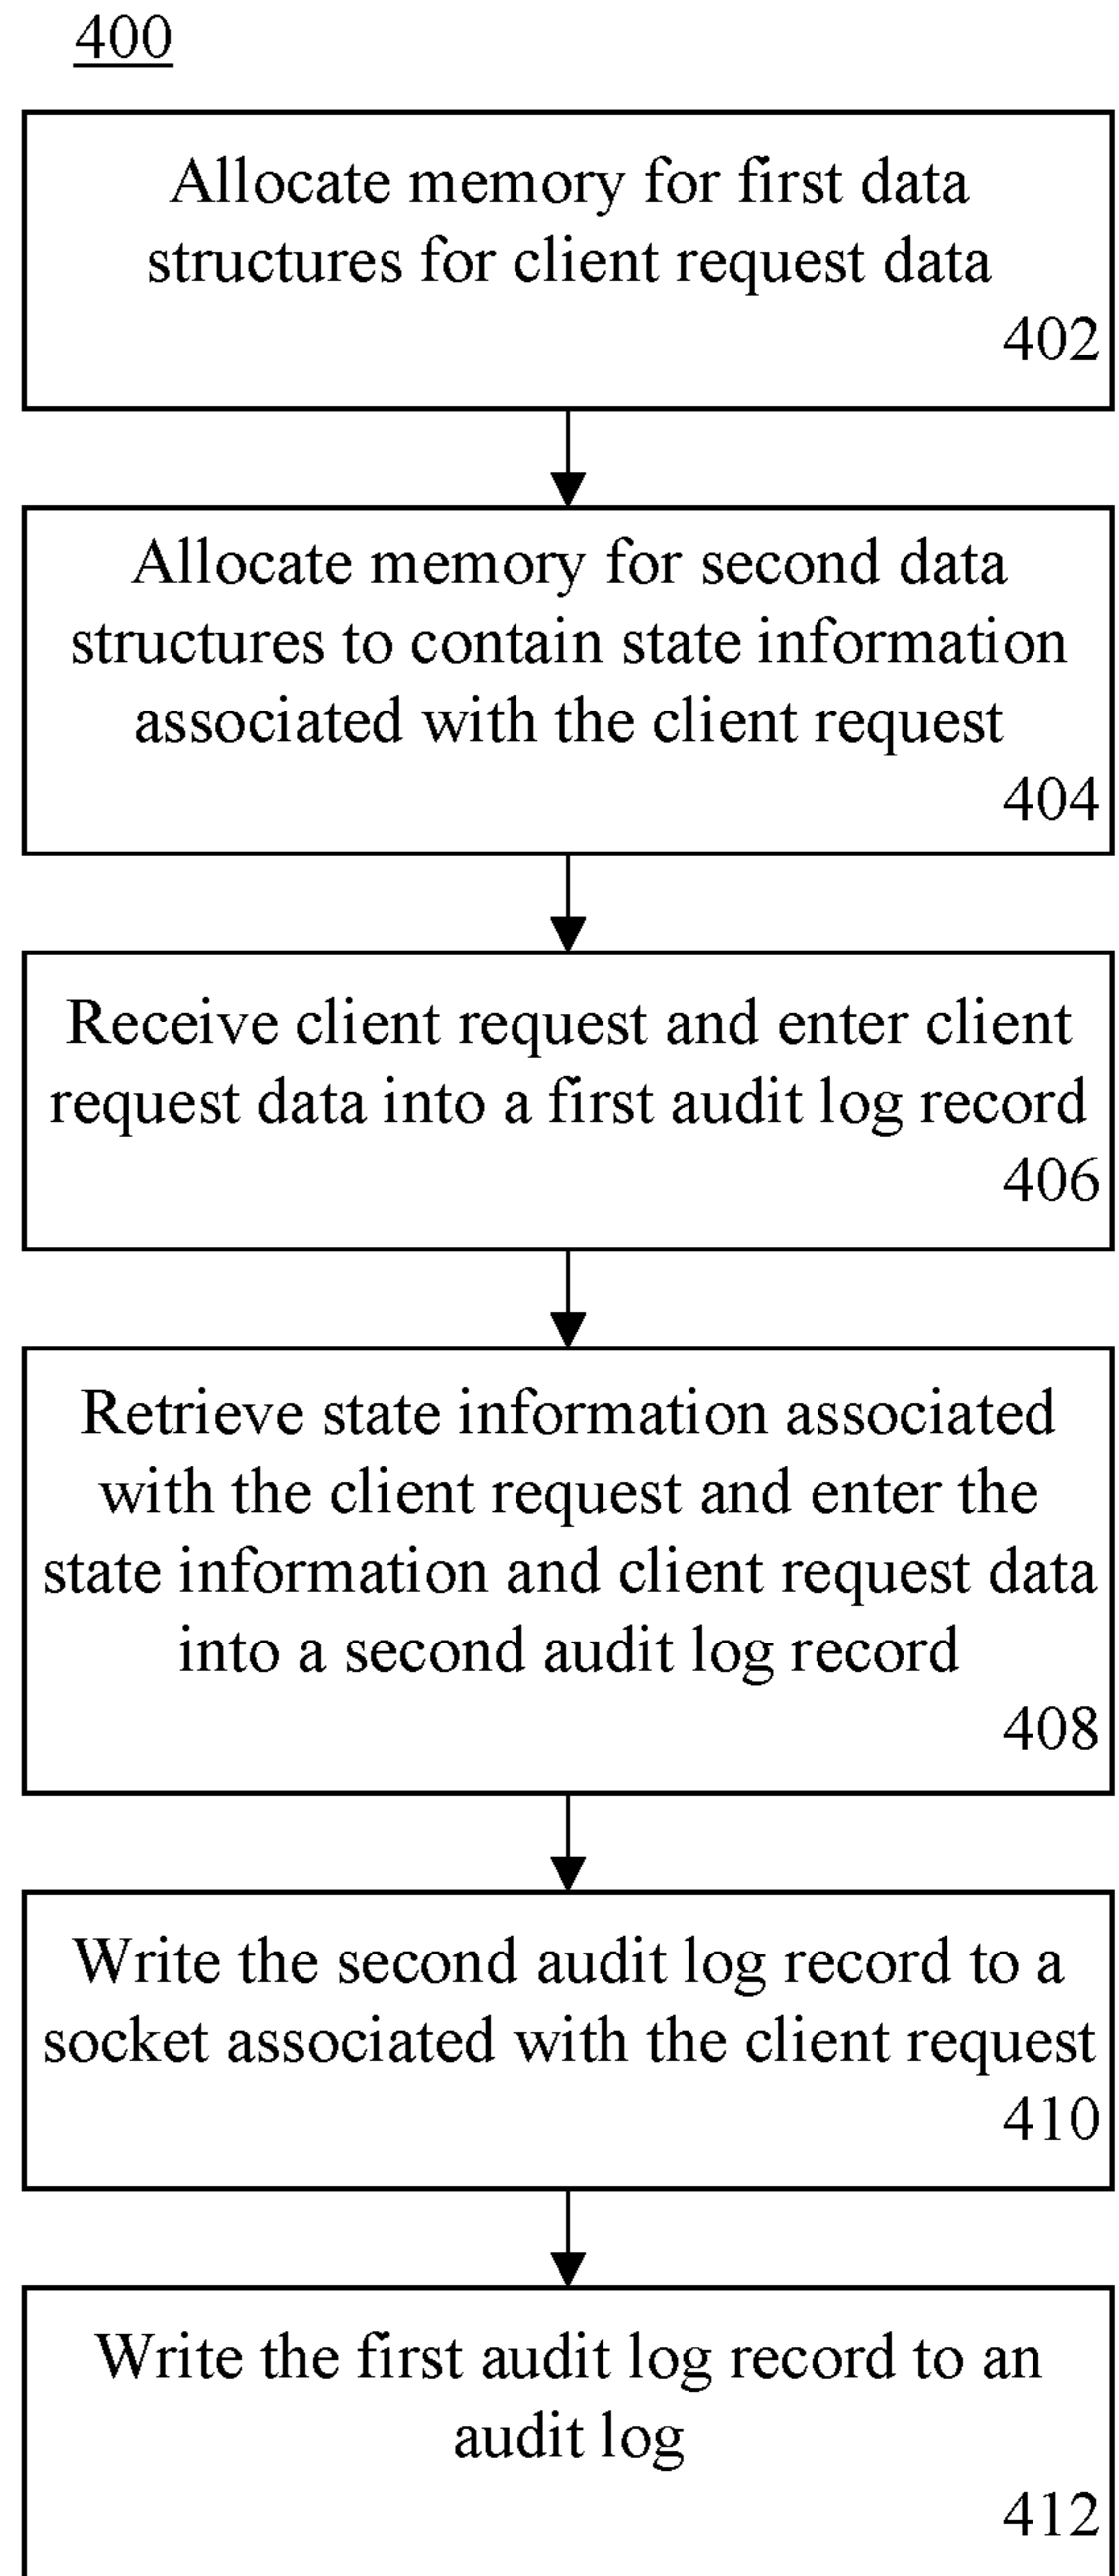 400
Allocate memory for first data
structures for client request data
402
Allocate memory for second data
structures to contain state information
associated with the client request
404
Receive client request and enter client
request data into a first audit log record
406
Retrieve state information associated
with the client request and enter the
state information and client request data
into a second audit log record
408
Write the second audit log record to a
socket associated with the client request
410
Write the first audit log record to an
audit log
412